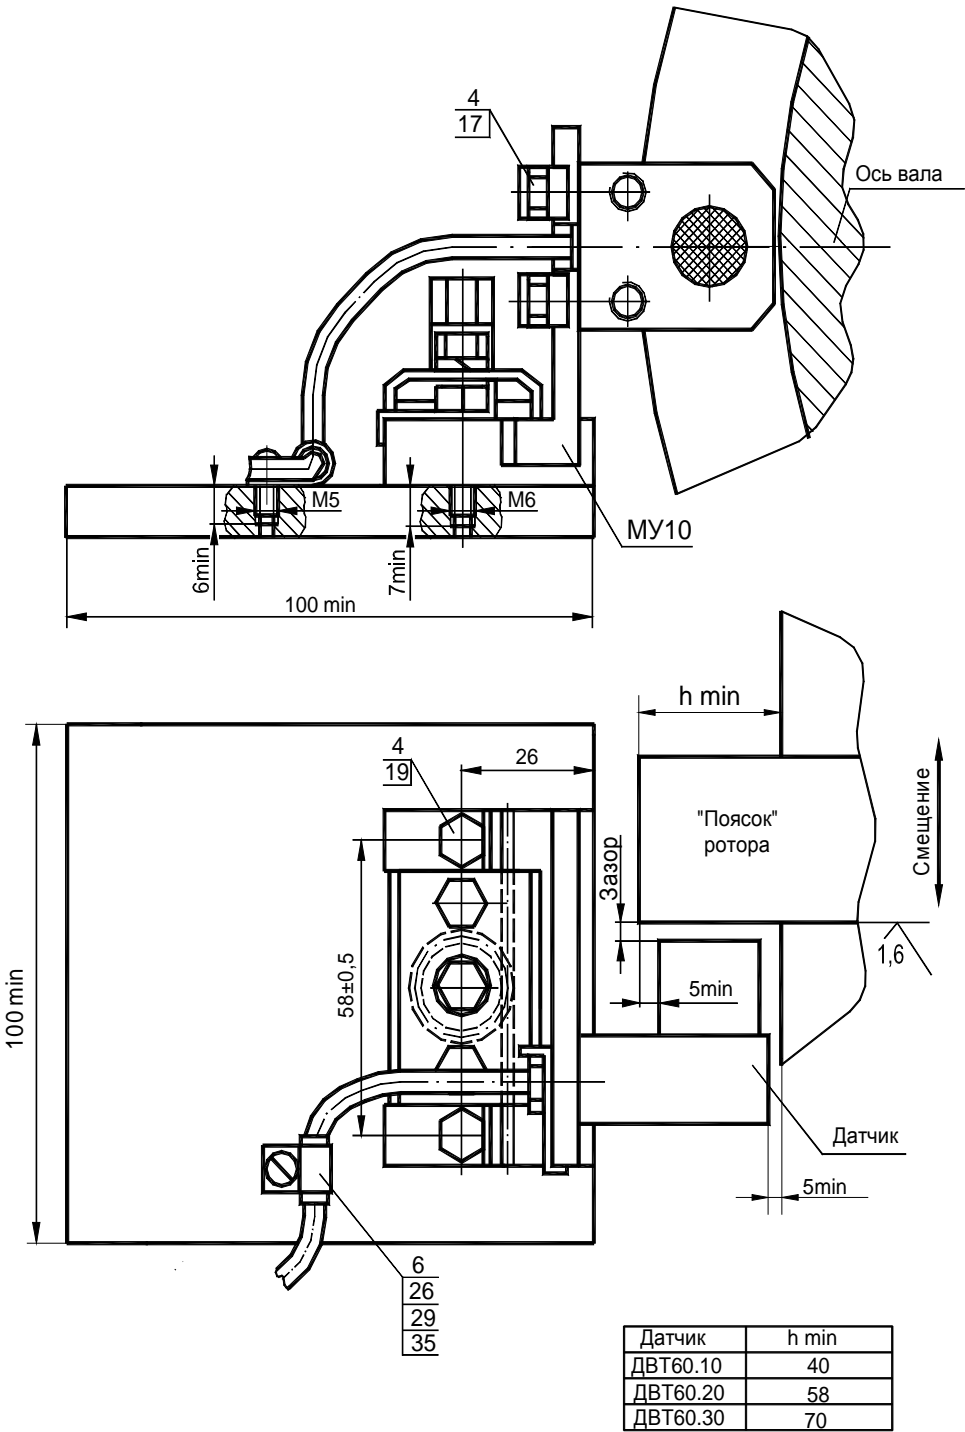 4
17
Ось вала
М5
М6
МУ10
6min
7min
100 min
h min
4
19
26
"Поясок"
ротора
Смещение
Зазор
1,6
58±0,5
5min
100 min
Датчик
5min
6
26
29
35
Датчик h min
ДВТ60.10 40
ДВТ60.20 58
ДВТ60.30 70